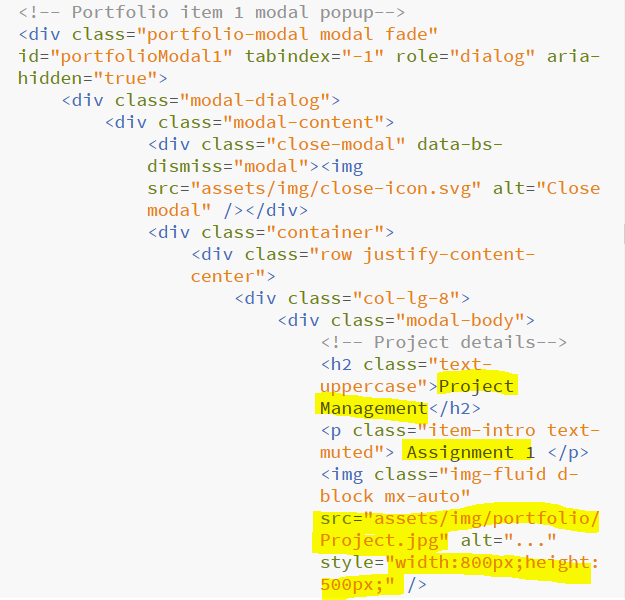 <!-- Portfolio item 1 modal popup-->
<div class="portfolio-modal modal fade"
id="portfolioModal1" tabindex="-1" role="dialog" aria-
hidden="true">
<div class="modal-dialog">
<div class="modal-content">
<div class="close-modal" data-bs-
dismiss="modal"><img
src="assets/img/close-icon.svg" alt="Close
modal" /></div>
<div class="container">
<div class="row justify-content-
center">
<div class="col-lg-8">
<div class="modal-body">
<!-- Project details-->
<h2 class="text-
uppercase">Project
Management</h2>
<p class="item-intro text-
muted"> Assignment 1 </p>
<img class="img-fluid d-
block mx-auto"
src="assets/img/portfolio/
Project.jpg" alt="..."
style="width:800px;height:
500px;" />